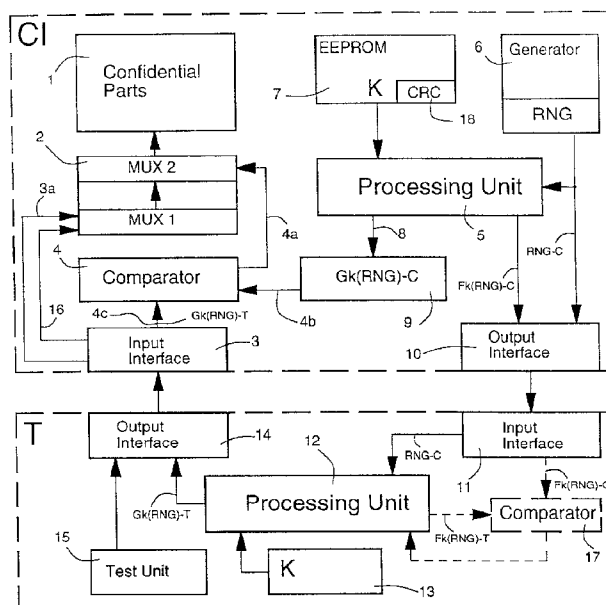 CI
EEPROM
6
Generator
1
Confidential
Parts
7
K
CRC
18
RNG
2
3a
MUX 2
MUX 1
Processing Unit
4a
8
5
RNG-C
4
Comparator
Gk(RNG)-C
Fk(RNG)-C
16
4c
Gk(RNG)-T
4b
9
Input
Interface
3
10
Output
Interface
T
Output
Interface
14
12
RNG-C
Input
Interface
11
Processing Unit
Fk(RNG)-C
Gk(RNG)-T
Comparator
Fk(RNG)-T
17
15
Test Unit
K
13